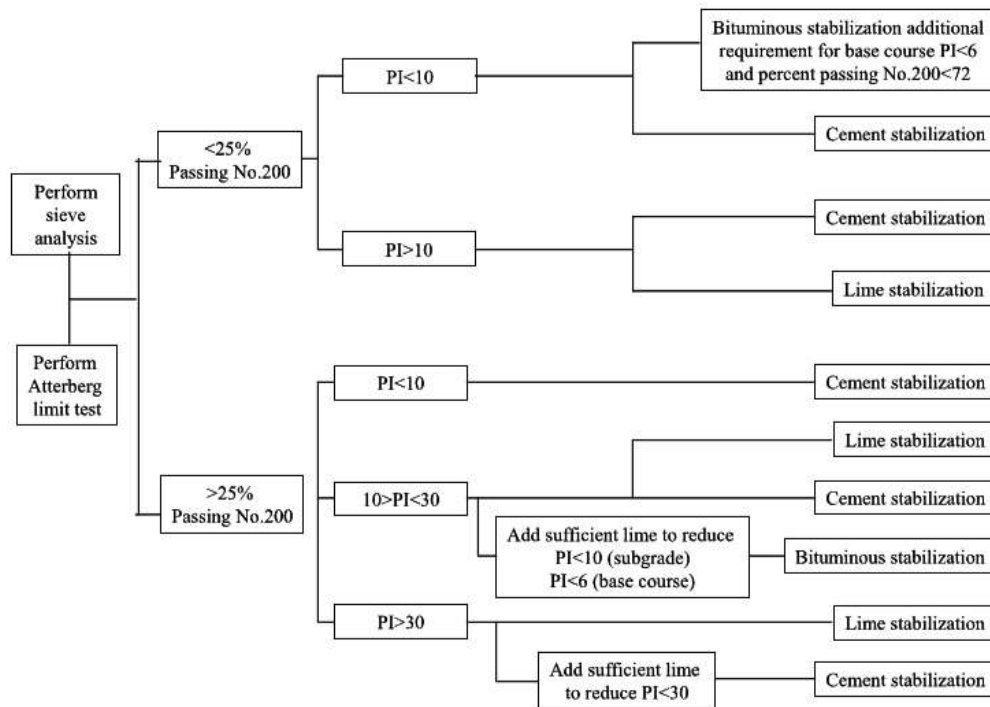 Perform
sieve
analysis
Perform
Atterberg
limit test
<25%
Passing No.200
>25%
Passing No.200
PI<10
PI>10
PI<10
10>PI<30
PI>30
Add sufficient lime to reduce
PI<10 (subgrade)
PI<6 (base course)
Add sufficient lime
to reduce PI<30
Bituminous stabilization additional
requirement for base course PI<6
and percent passing No.200<72
Cement stabilization
Cement stabilization
Lime stabilization
Cement stabilization
Lime stabilization
Cement stabilization
Bituminous stabilization
Lime stabilization
Cement stabilization